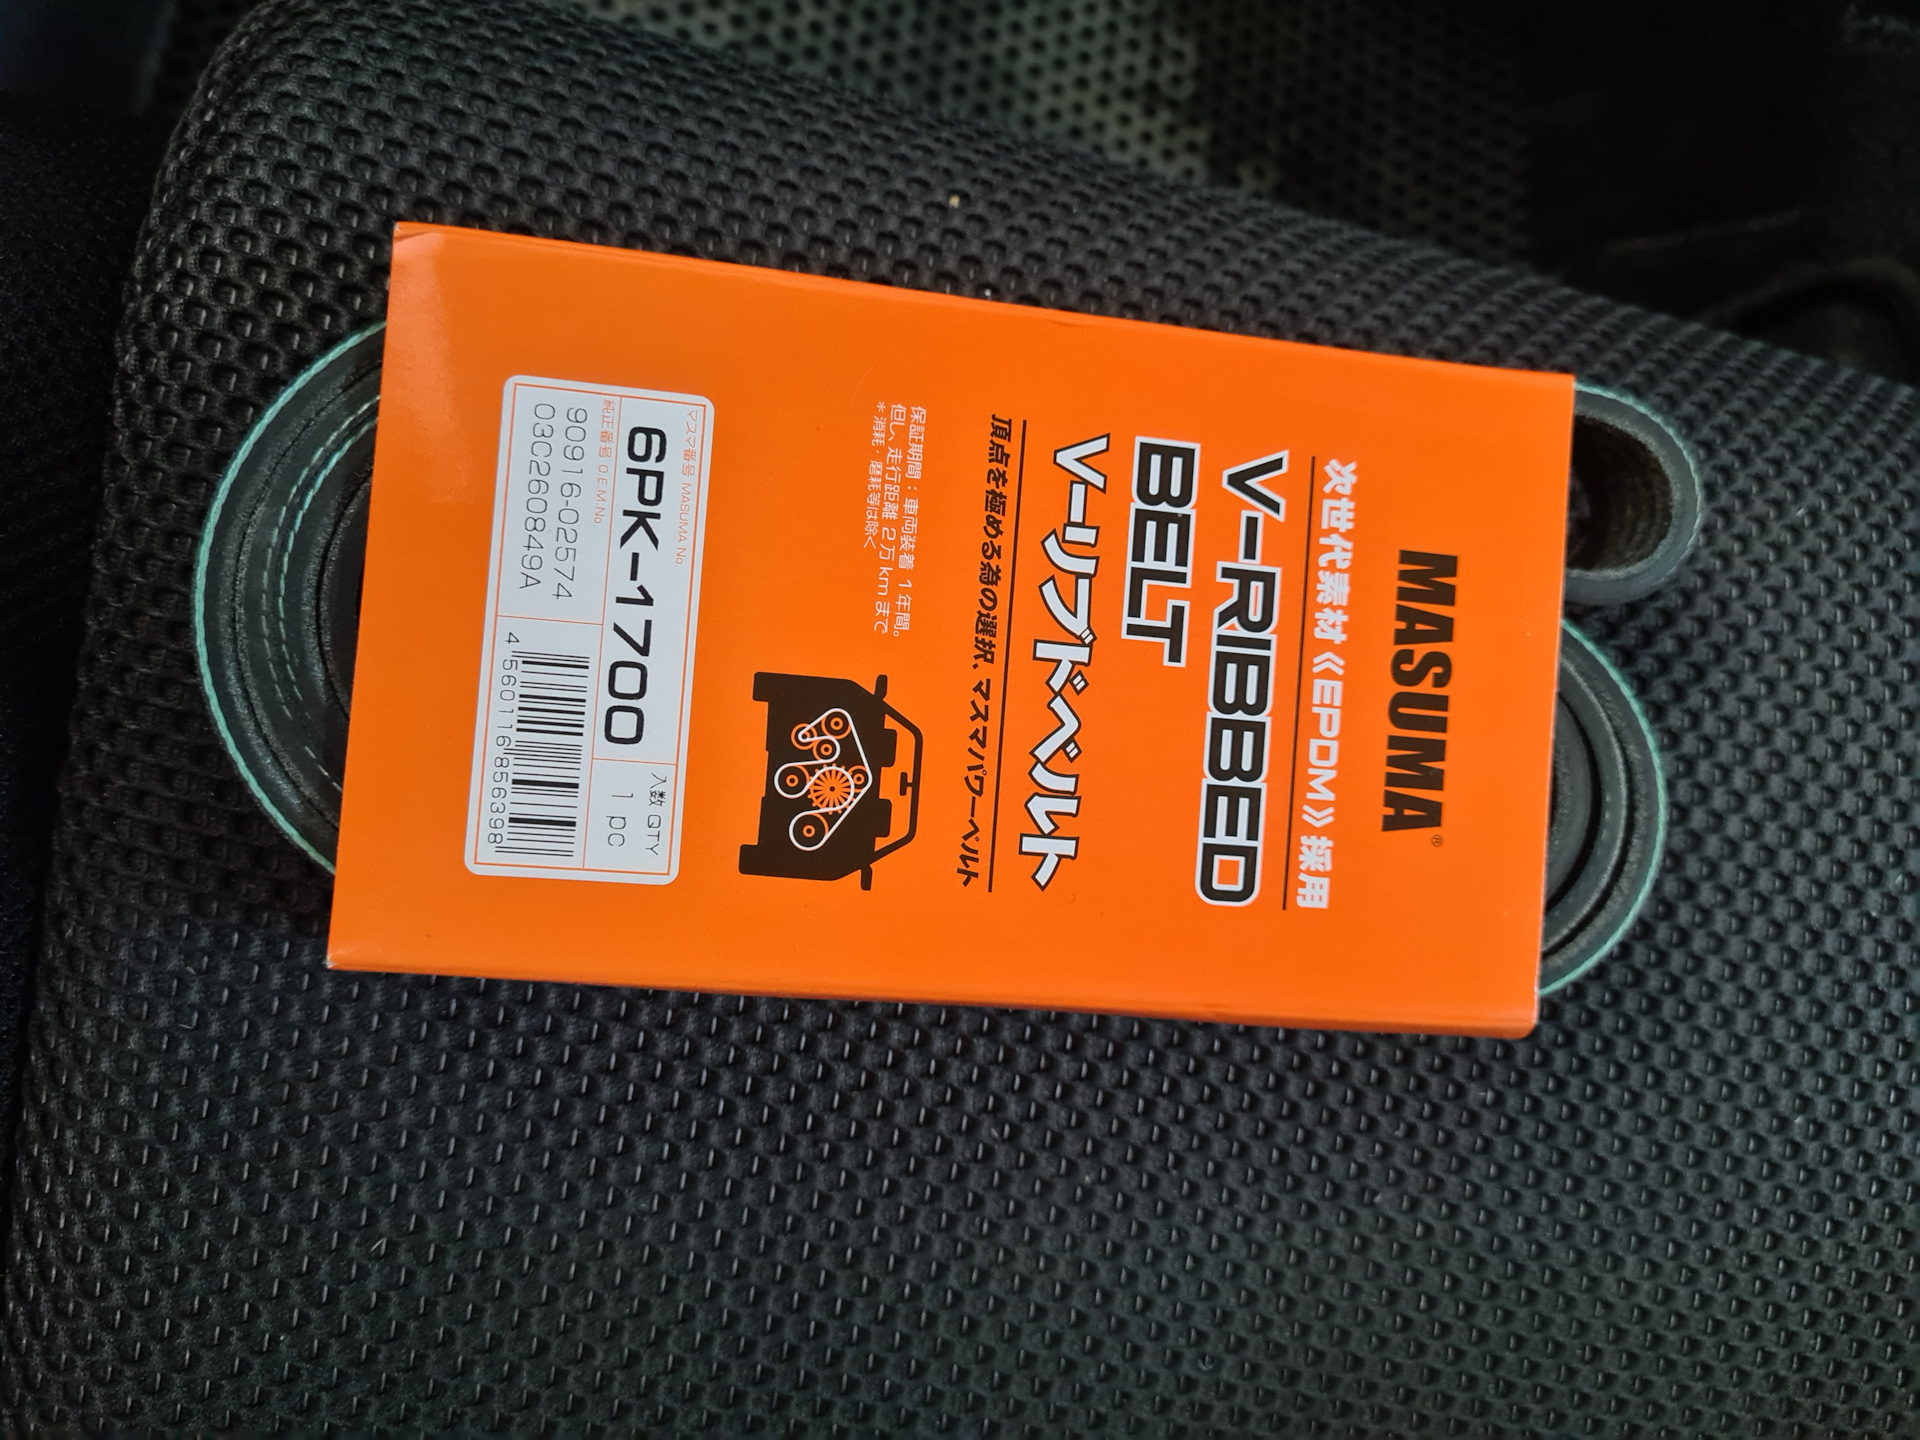 MASUMA®
次世代素材《EPDM》採用
V-RIBBED
BELT
V-リブドベルト
頂点を極める為の選択、マスマパワーベルト
保証期間：車両装着 1 年間。
但し、走行距離 2 万 km まで
＊消耗・磨耗等は除く
マスマ番号 MASUMA No.
入数 QTY
6PK-1700
1 pc
純正番号 O.E.M.No.
90916-02574
03C260849A
4 560116 856398